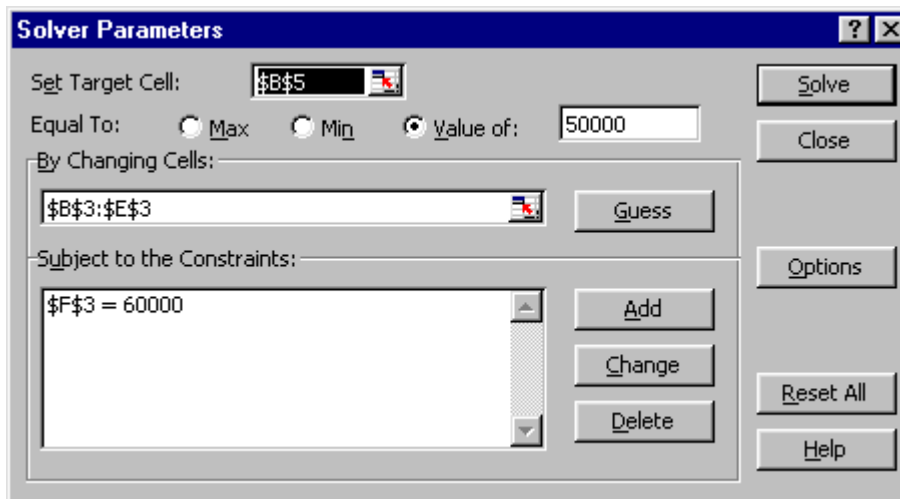 Solver Parameters
? X
Set Target Cell: $B$5 Solve
Equal To: Max Min Value of: 50000 Close
By Changing Cells:
$B$3:$E$3 Guess
Subject to the Constraints: Options
$F$3 = 60000 Add
Change
Reset All
Delete
Help